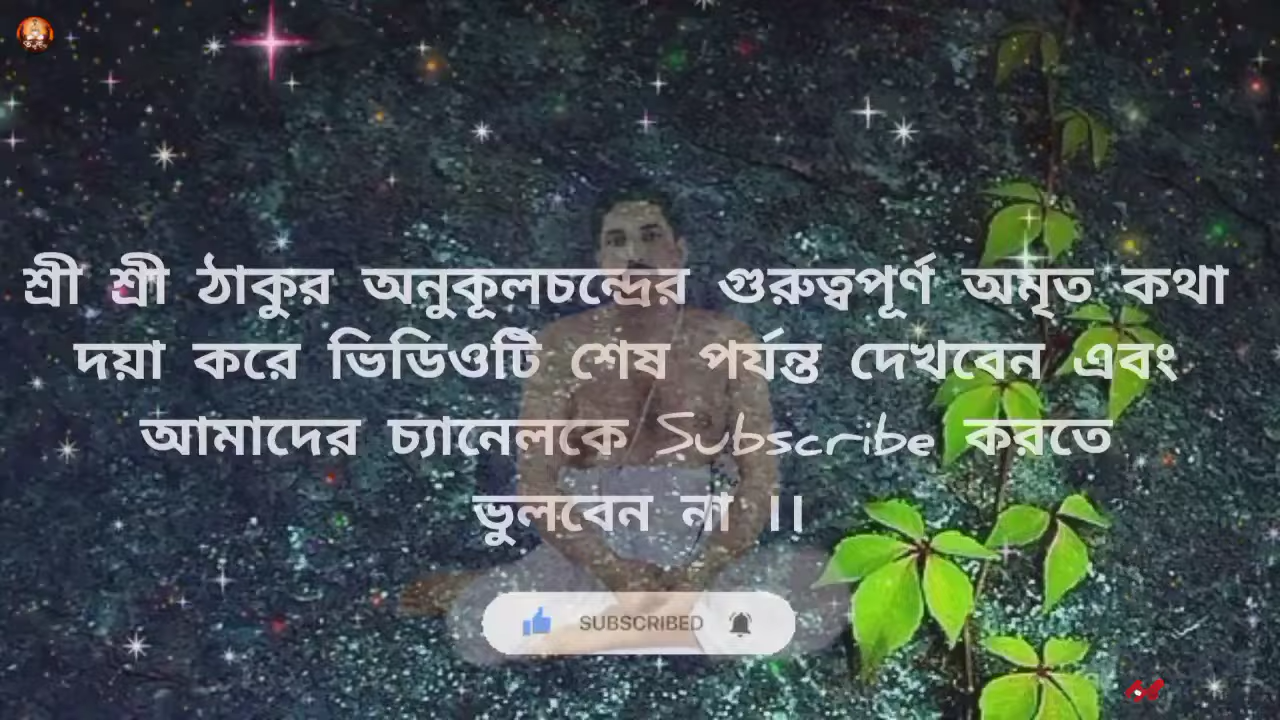 শ্রী শ্রী ঠাকুর অনুকূলচন্দ্রের গুরুত্বপূর্ণ অমৃত কথা
দয়া করে ভিডিওটি শেষ পর্যন্ত দেখবেন এবং
আমাদের চ্যানেলকে Subscribe করতে
ভুলবেন না ।।
SUBSCRIBED